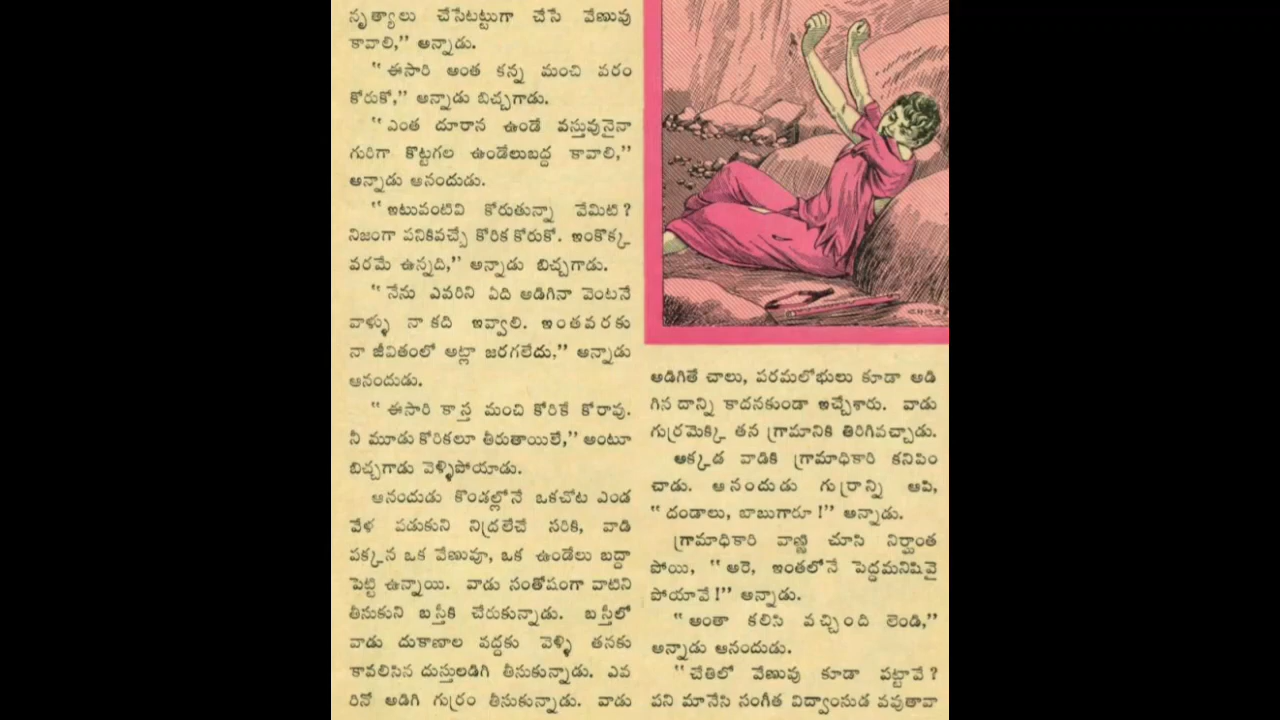 నృత్యాలు చేసేటట్టుగా చేసే వేణువు
కావాలి,” అన్నాడు.
“ఈసారి అంత కన్న మంచి వరం
కోరుకో,” అన్నాడు బిచ్చగాడు.
“ఎంత దూరాన ఉండే వస్తువునైనా
గురిగా కొట్టగల ఉండేలుబద్ద కావాలి,”
అన్నాడు ఆనందుడు.
“ఇటువంటివి కోరుతున్నా వేమిటి?
నిజంగా పనికివచ్చే కోరిక కోరుకో. ఇంకొక్క
వరమే ఉన్నది,” అన్నాడు బిచ్చగాడు.
“నేను ఎవరిని ఏది అడిగినా వెంటనే
వాళ్ళు నా కది ఇవ్వాలి. ఇంతవరకు
నా జీవితంలో అట్లా జరగలేదు,” అన్నాడు
ఆనందుడు.
“ఈసారి కాస్త మంచి కోరికే కోరావు.
నీ మూడు కోరికలూ తీరుతాయిలే,” అంటూ
బిచ్చగాడు వెళ్ళిపోయాడు.
ఆనందుడు కొండల్లోనే ఒకచోట ఎండ
వేళ పడుకుని నిద్రలేచే సరికి, వాడి
పక్కన ఒక వేణువూ, ఒక ఉండేలు బద్దా
పెట్టి ఉన్నాయి. వాడు సంతోషంగా వాటిని
తీసుకుని బస్తీకి చేరుకున్నాడు. బస్తీలో
వాడు దుకాణాల వద్దకు వెళ్ళి తనకు
కావలిసిన దుస్తులడిగి తీసుకున్నాడు. ఎవ
రినో అడిగి గుర్రం తీసుకున్నాడు. వాడు
అడిగితే చాలు, పరమలోభులు కూడా అడి
గిన దాన్ని కాదనకుండా ఇచ్చేశారు. వాడు
గుర్రమెక్కి తన గ్రామానికి తిరిగివచ్చాడు.
అక్కడ వాడికి గ్రామాధికారి కనిపిం
చాడు. ఆనందుడు గుర్రాన్ని ఆపి,
“దండాలు, బాబుగారూ!” అన్నాడు.
గ్రామాధికారి వాణ్ణి చూసి నిర్ఘాంత
పోయి, “అరె, ఇంతలోనే పెద్దమనిషివై
పోయావే!” అన్నాడు.
“అంతా కలిసి వచ్చింది లెండి,”
అన్నాడు ఆనందుడు.
“చేతిలో వేణువు కూడా పట్టావే?
పని మానేసి సంగీత విద్వాంసుడ వవుతావా